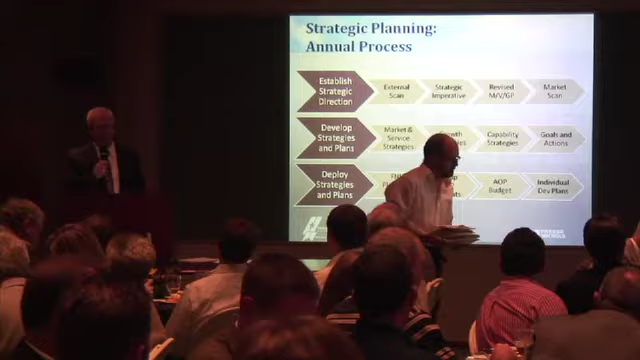 Strategic Planning:
Annual Process
Establish
Strategic
Direction
External
Scan
Strategic
Imperative
Revised
M/V/GP
Market
Scan
Develop
Strategies
and Plans
Market &
Service
Strategies
Capability
Strategies
Goals and
Actions
Deploy
Strategies
and Plans
AOP
Budget
Individual
Dev Plans